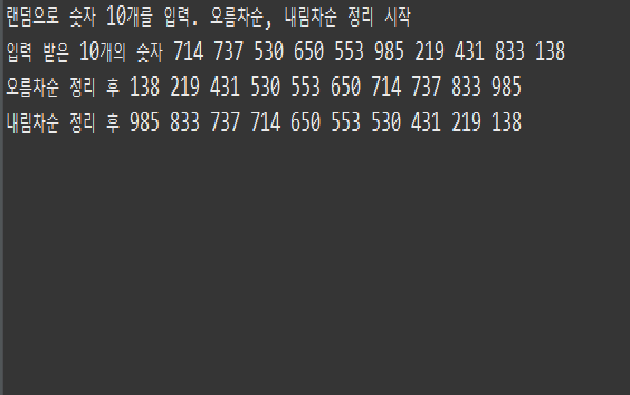 랜덤으로 숫자 10개를 입력. 오름차순, 내림차순 정리 시작
입력 받은 10개의 숫자 714 737 530 650 553 985 219 431 833 138
오름차순 정리 후 138 219 431 530 553 650 714 737 833 985
내림차순 정리 후 985 833 737 714 650 553 530 431 219 138